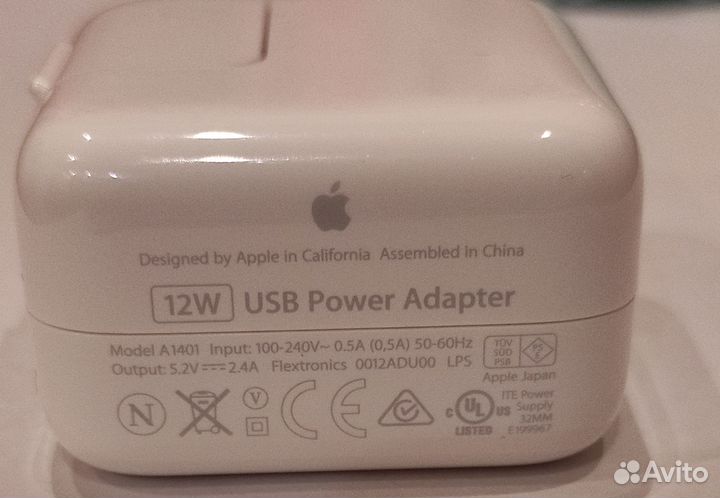 Designed by Apple in California Assembled in China
12W USB Power Adapter
Model A1401 Input: 100-240V~ 0.5A (0,5A) 50-60Hz
Output: 5.2V⎓2.4A Flextronics 0012ADU00 LPS
TÜV
SÜD
PSB
PS
E
Apple Japan
N
V
CE
c UL US
LISTED
ITE Power
Supply
32MM
E199967
Avito